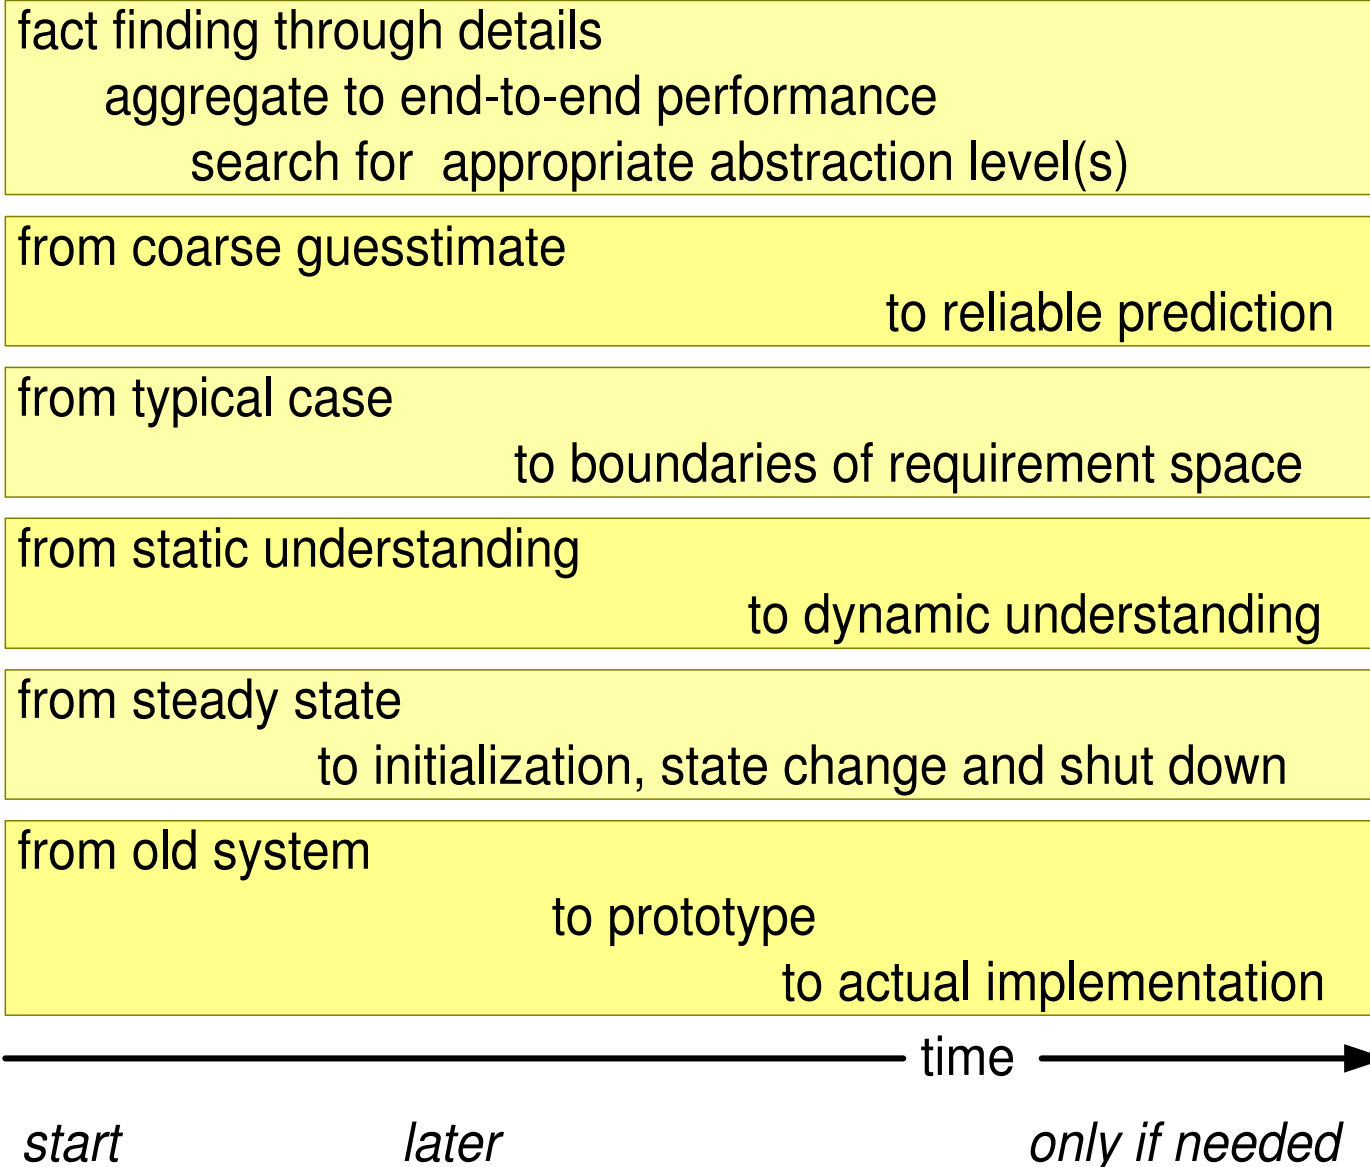 fact finding through details
aggregate to end-to-end performance
search for appropriate abstraction level(s)
from coarse guesstimate
to reliable prediction
from typical case
to boundaries of requirement space
from static understanding
to dynamic understanding
from steady state
to initialization, state change and shut down
from old system
to prototype
to actual implementation
time
start later only if needed